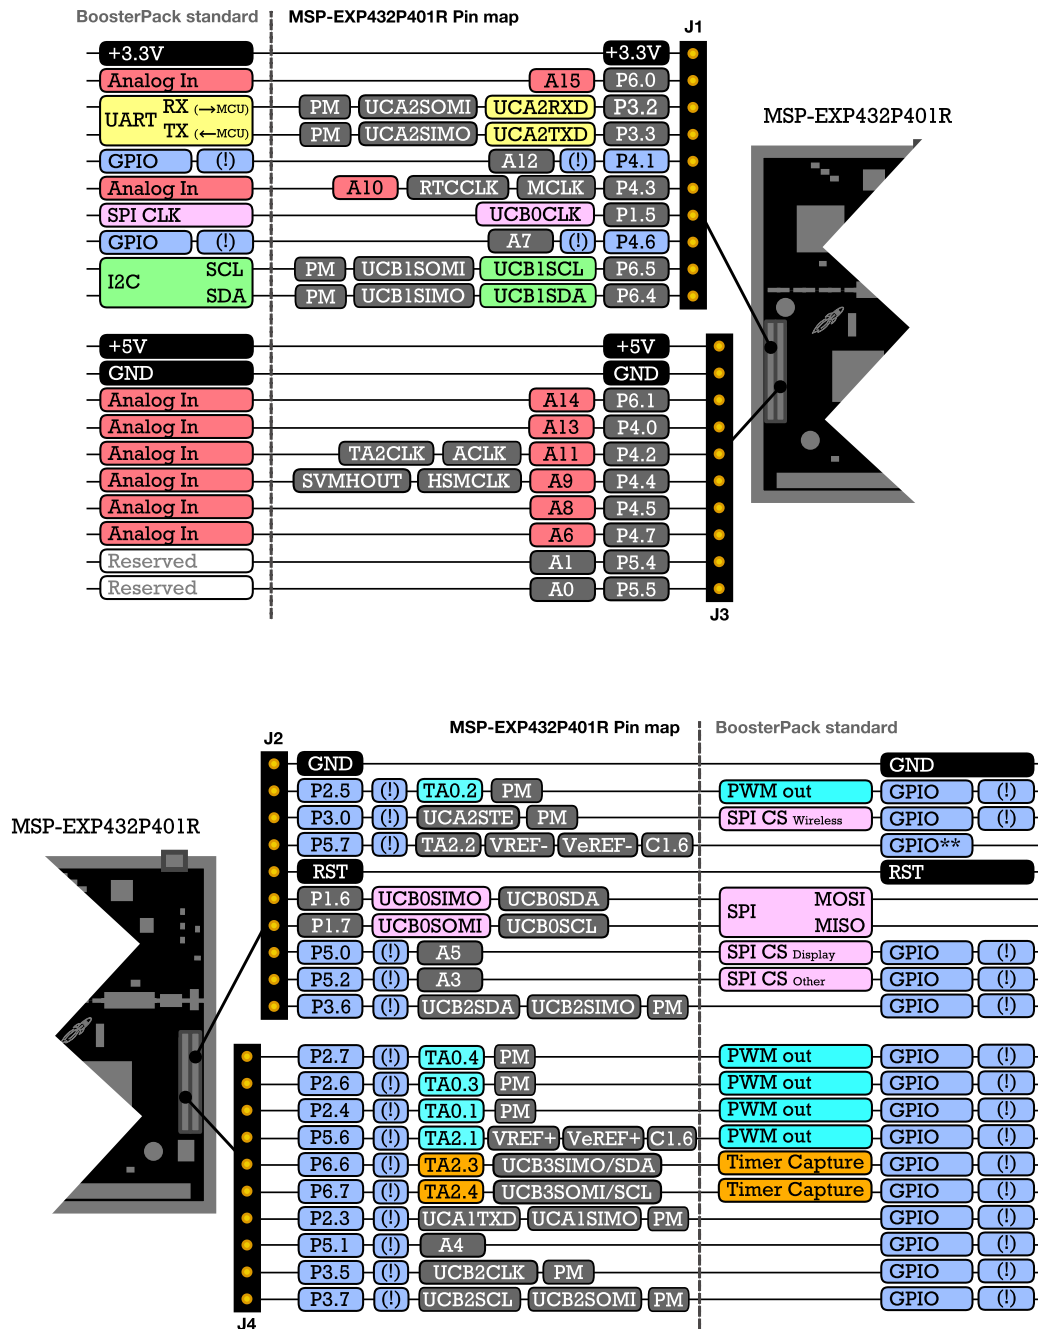 BoosterPack standard MSP-EXP432P401R Pin map
J1
+3.3V +3.3V
Analog In A15 P6.0
UART RX (→MCU) PM UCA2SOMI UCA2RXD P3.2
TX (←MCU) PM UCA2SIMO UCA2TXD P3.3
GPIO (!) A12 (!) P4.1
Analog In A10 RTCCLK MCLK P4.3
SPI CLK UCB0CLK P1.5
GPIO (!) A7 (!) P4.6
I2C SCL PM UCB1SOMI UCB1SCL P6.5
SDA PM UCB1SIMO UCB1SDA P6.4
MSP-EXP432P401R
+5V +5V
GND GND
Analog In A14 P6.1
Analog In A13 P4.0
Analog In TA2CLK ACLK A11 P4.2
Analog In SVMHOUT HSMCLK A9 P4.4
Analog In A8 P4.5
Analog In A6 P4.7
Reserved A1 P5.4
Reserved A0 P5.5
J3
MSP-EXP432P401R Pin map BoosterPack standard
J2
GND GND
P2.5 (!) TA0.2 PM PWM out GPIO (!)
P3.0 (!) UCA2STE PM SPI CS Wireless GPIO (!)
P5.7 (!) TA2.2 VREF- VeREF- C1.6 GPIO**
RST RST
P1.6 UCB0SIMO UCB0SDA SPI MOSI
P1.7 UCB0SOMI UCB0SCL MISO
P5.0 (!) A5 SPI CS Display GPIO (!)
P5.2 (!) A3 SPI CS Other GPIO (!)
P3.6 (!) UCB2SDA UCB2SIMO PM GPIO (!)
MSP-EXP432P401R
P2.7 (!) TA0.4 PM PWM out GPIO (!)
P2.6 (!) TA0.3 PM PWM out GPIO (!)
P2.4 (!) TA0.1 PM PWM out GPIO (!)
P5.6 (!) TA2.1 VREF+ VeREF+ C1.6 PWM out GPIO (!)
P6.6 (!) TA2.3 UCB3SIMO/SDA Timer Capture GPIO (!)
P6.7 (!) TA2.4 UCB3SOMI/SCL Timer Capture GPIO (!)
P2.3 (!) UCA1TXD UCA1SIMO PM GPIO (!)
P5.1 (!) A4 GPIO (!)
P3.5 (!) UCB2CLK PM GPIO (!)
P3.7 (!) UCB2SCL UCB2SOMI PM GPIO (!)
J4